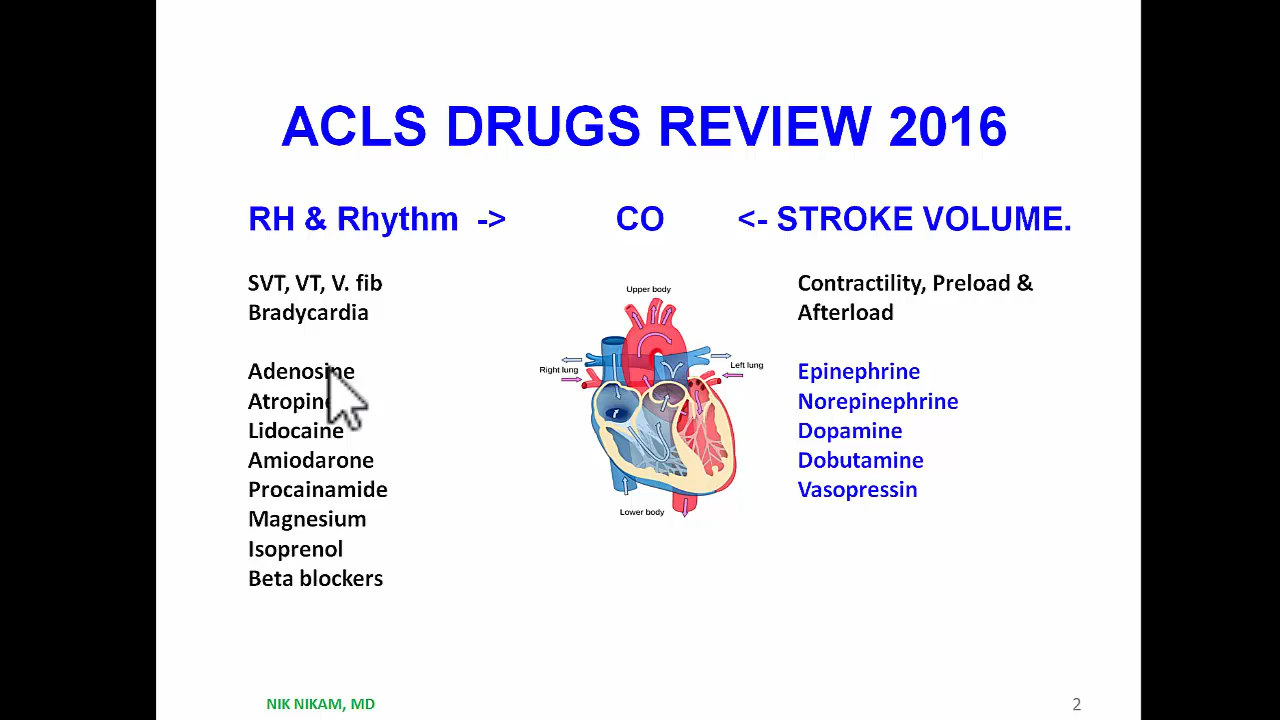 ACLS DRUGS REVIEW 2016
RH & Rhythm -> CO <- STROKE VOLUME.
SVT, VT, V. fib
Bradycardia
Adenosine
Atropine
Lidocaine
Amiodarone
Procainamide
Magnesium
Isoprenol
Beta blockers
Upper body
Right lung
Left lung
Lower body
Contractility, Preload &
Afterload
Epinephrine
Norepinephrine
Dopamine
Dobutamine
Vasopressin
NIK NIKAM, MD
2